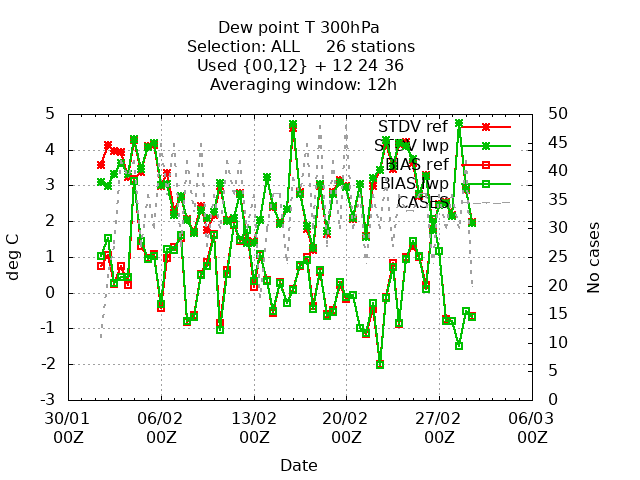 Dew point T 300hPa
Selection: ALL 26 stations
Used {00,12} + 12 24 36
Averaging window: 12h
5 50
STDV ref
45
4 STDV lwp
40
BIAS ref
3 BIAS lwp
35
CASES
2
30
1
25
0
20
15
-1
10
-2
5
-3 0
deg C
No cases
30/01 06/02 13/02 20/02 27/02 06/03
00Z 00Z 00Z 00Z 00Z 00Z
Date